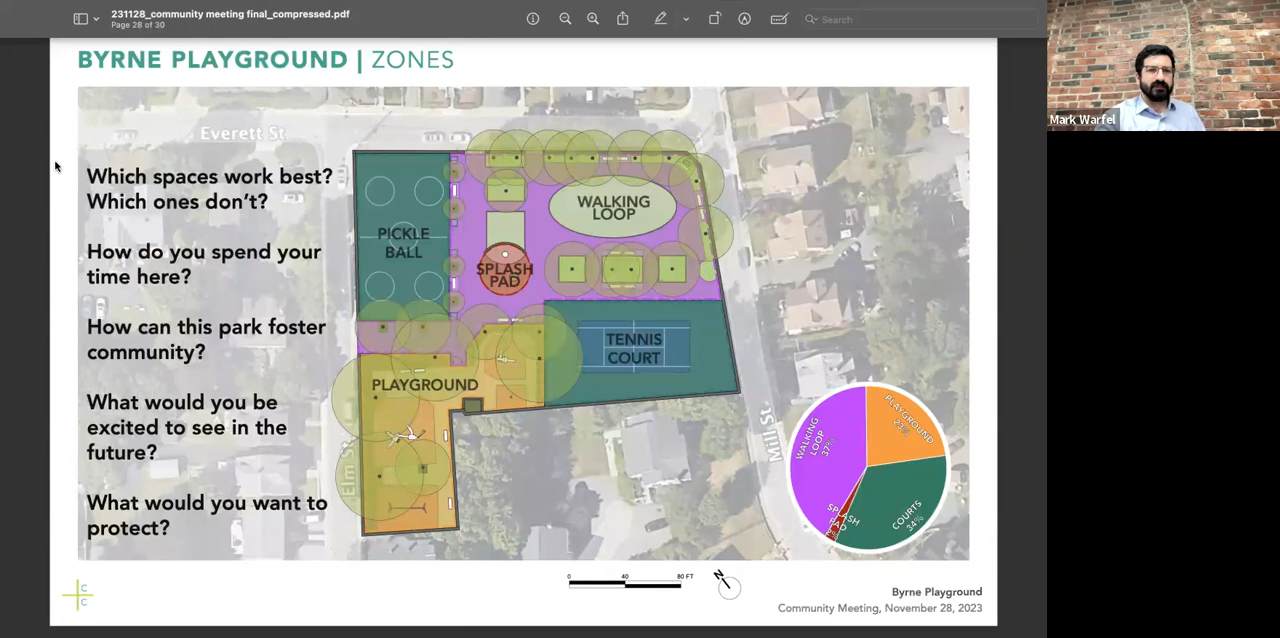 231128_community meeting final_compressed.pdf
Page 28 of 30
Search
Mark Warfel
BYRNE PLAYGROUND | ZONES
Everett St
Which spaces work best?
Which ones don't?
How do you spend your
time here?
How can this park foster
community?
What would you be
excited to see in the
future?
What would you want to
protect?
PICKLE
BALL
SPLASH
PAD
WALKING
LOOP
TENNIS
COURT
PLAYGROUND
Elm St
Mill St
WALKING
LOOP
37%
PLAYGROUND
23%
COURTS
34%
SPLASH
PAD
0 40 80 FT
N
C
C
Byrne Playground
Community Meeting, November 28, 2023